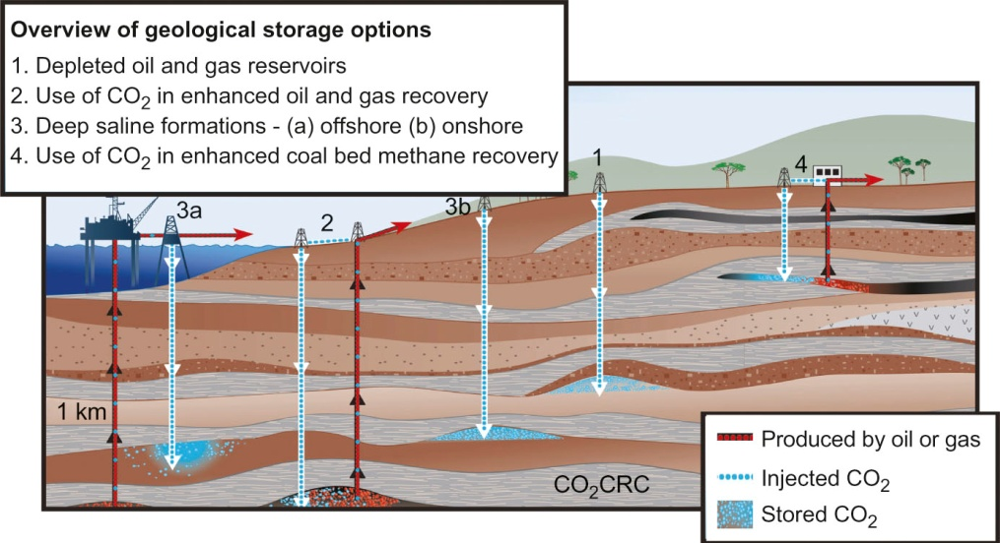 Overview of geological storage options
1. Depleted oil and gas reservoirs
2. Use of CO₂ in enhanced oil and gas recovery
3. Deep saline formations - (a) offshore (b) onshore
4. Use of CO₂ in enhanced coal bed methane recovery
1
4
3a
2
3b
1 km
CO₂CRC
Produced by oil or gas
Injected CO₂
Stored CO₂